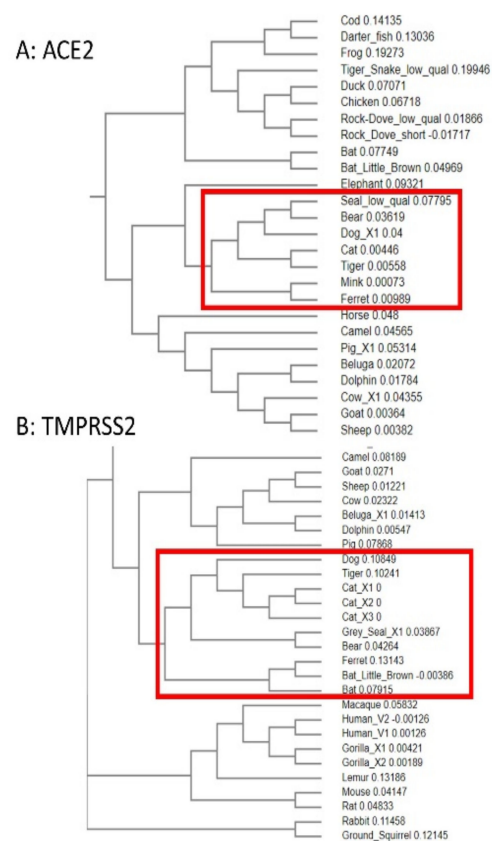 A: ACE2
Cod 0.14135
Darter_fish 0.13036
Frog 0.19273
Tiger_Snake_low_qual 0.19946
Duck 0.07071
Chicken 0.06718
Rock-Dove_low_qual 0.01866
Rock_Dove_short -0.01717
Bat 0.07749
Bat_Little_Brown 0.04969
Elephant 0.09321
Seal_low_qual 0.07795
Bear 0.03619
Dog_X1 0.04
Cat 0.00446
Tiger 0.00558
Mink 0.00073
Ferret 0.00989
Horse 0.048
Camel 0.04565
Pig_X1 0.05314
Beluga 0.02072
Dolphin 0.01784
Cow_X1 0.04355
Goat 0.00364
Sheep 0.00382
B: TMPRSS2
Camel 0.08189
Goat 0.0271
Sheep 0.01221
Cow 0.02322
Beluga_X1 0.01413
Dolphin 0.00547
Pig 0.07868
Dog 0.10849
Tiger 0.10241
Cat_X1 0
Cat_X2 0
Cat_X3 0
Grey_Seal_X1 0.03867
Bear 0.04264
Ferret 0.13143
Bat_Little_Brown -0.00386
Bat 0.07915
Macaque 0.05832
Human_V2 -0.00126
Human_V1 0.00126
Gorilla_X1 0.00421
Gorilla_X2 0.00189
Lemur 0.13186
Mouse 0.04147
Rat 0.04833
Rabbit 0.11458
Ground_Squirrel 0.12145